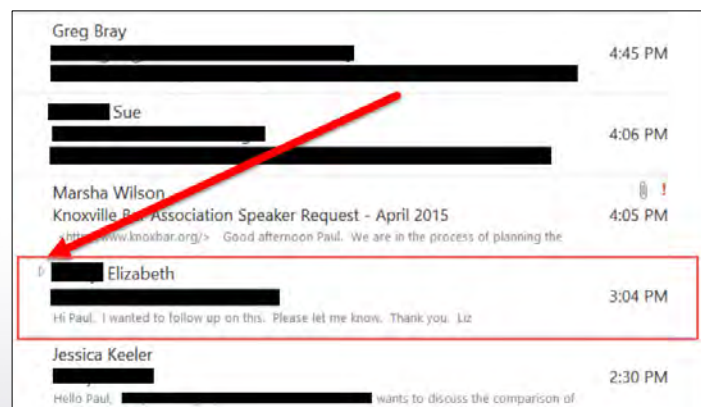 Greg Bray
4:45 PM
Sue
4:06 PM
Marsha Wilson
Knoxville Bar Association Speaker Request - April 2015
4:05 PM
<http://www.knoxbar.org/> Good afternoon Paul. We are in the process of planning the
Elizabeth
3:04 PM
Hi Paul, I wanted to follow up on this. Please let me know. Thank you. Liz
Jessica Keeler
2:30 PM
Hello Paul, wants to discuss the comparison of